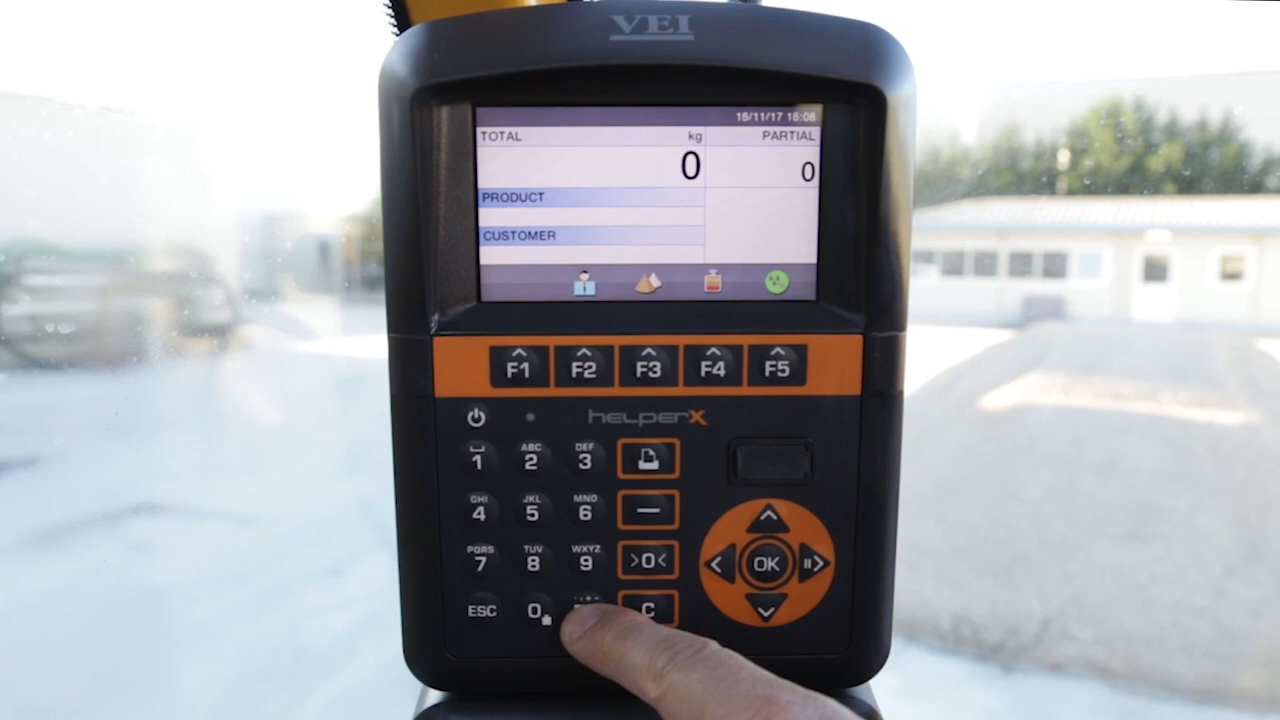 VEI
16/11/17 16:08
TOTAL kg PARTIAL
0 0
PRODUCT
CUSTOMER
F1 F2 F3 F4 F5
helperX
1 ABC 2 DEF 3
GHI 4 JKL 5 MNO 6
PQRS 7 TUV 8 WXYZ 9 >0<
OK
ESC 0 C